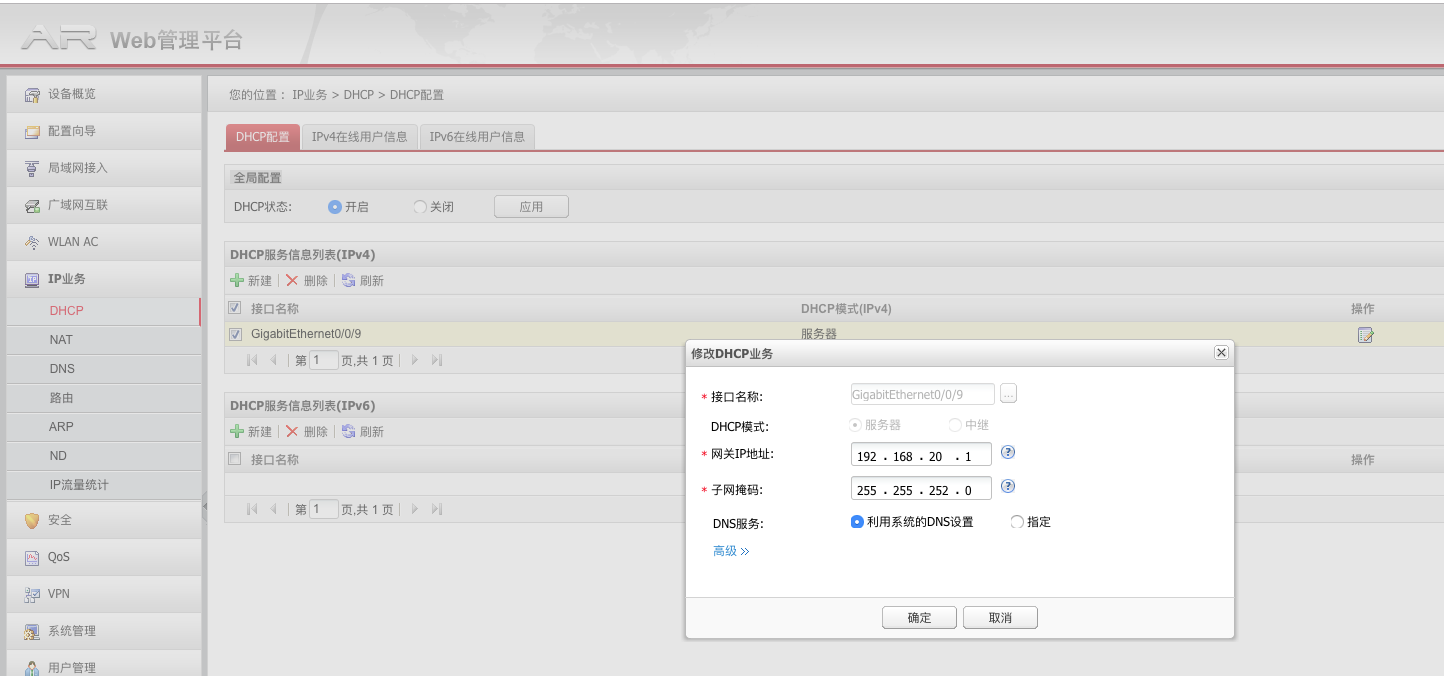 AR Web管理平台
设备概览
配置向导
局域网接入
广域网互联
WLAN AC
IP业务
DHCP
NAT
DNS
路由
ARP
ND
IP流量统计
安全
QoS
VPN
系统管理
用户管理
您的位置： IP业务 > DHCP > DHCP配置
DHCP配置 IPv4在线用户信息 IPv6在线用户信息
全局配置
DHCP状态: 开启 关闭 应用
DHCP服务信息列表(IPv4)
新建 删除 刷新
接口名称 DHCP模式(IPv4) 操作
GigabitEthernet0/0/9 服务器
第 1 页,共 1 页
DHCP服务信息列表(IPv6)
新建 删除 刷新
接口名称 操作
第 1 页,共 1 页
修改DHCP业务
* 接口名称: GigabitEthernet0/0/9 ...
DHCP模式: 服务器 中继
* 网关IP地址: 192 . 168 . 20 . 1 ?
* 子网掩码: 255 . 255 . 252 . 0 ?
DNS服务: 利用系统的DNS设置 指定
高级 >>
确定 取消